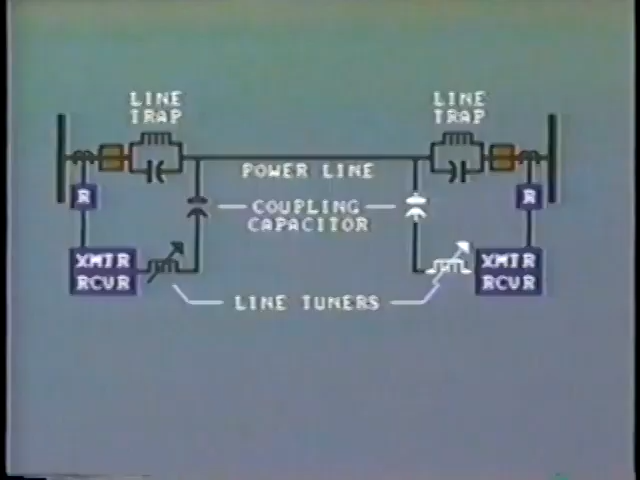 LINE
TRAP
LINE
TRAP
POWER LINE
R
COUPLING
CAPACITOR
R
XMTR
RCVR
XMTR
RCVR
LINE TUNERS